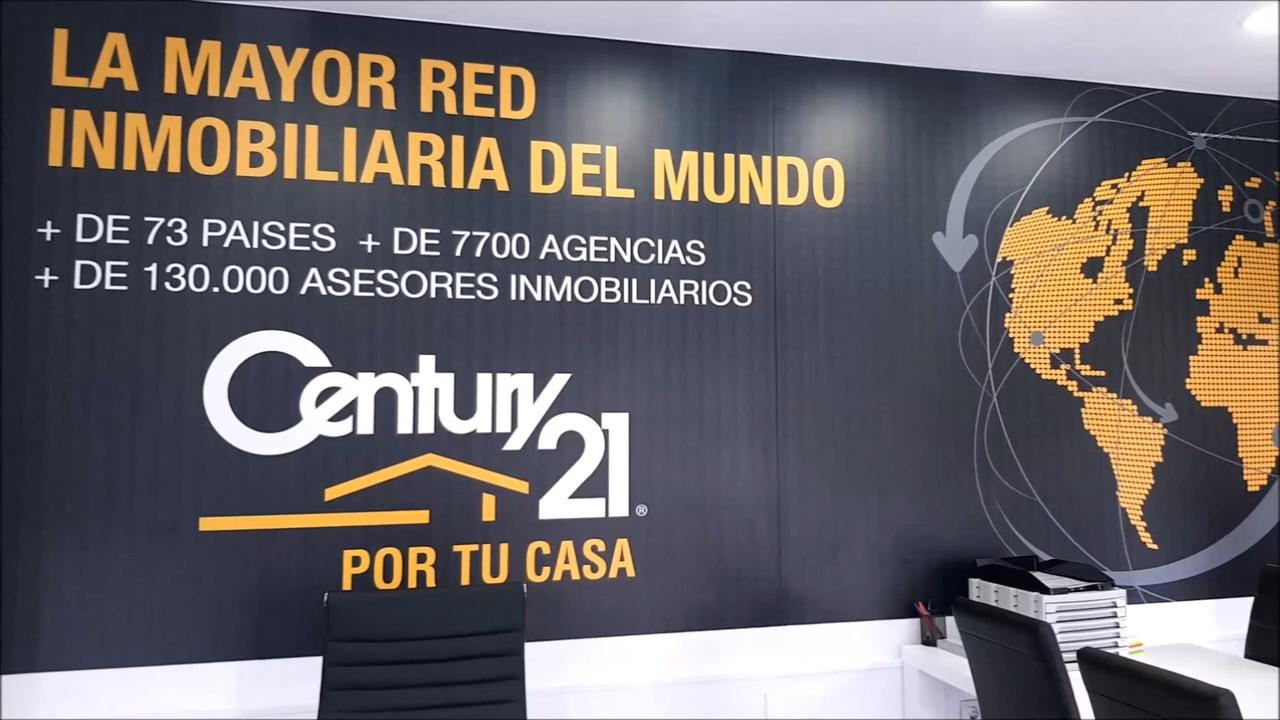 LA MAYOR RED
INMOBILIARIA DEL MUNDO
+ DE 73 PAISES + DE 7700 AGENCIAS
+ DE 130.000 ASESORES INMOBILIARIOS
Century
21®
POR TU CASA